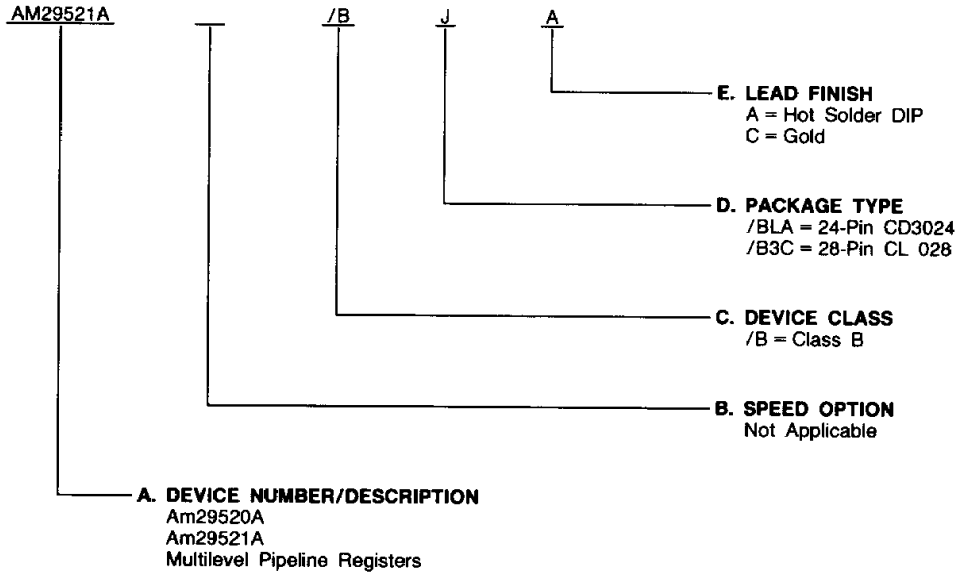 AM29521A /B J A
E. LEAD FINISH
A = Hot Solder DIP
C = Gold
D. PACKAGE TYPE
/BLA = 24-Pin CD3024
/B3C = 28-Pin CL 028
C. DEVICE CLASS
/B = Class B
B. SPEED OPTION
Not Applicable
A. DEVICE NUMBER/DESCRIPTION
Am29520A
Am29521A
Multilevel Pipeline Registers